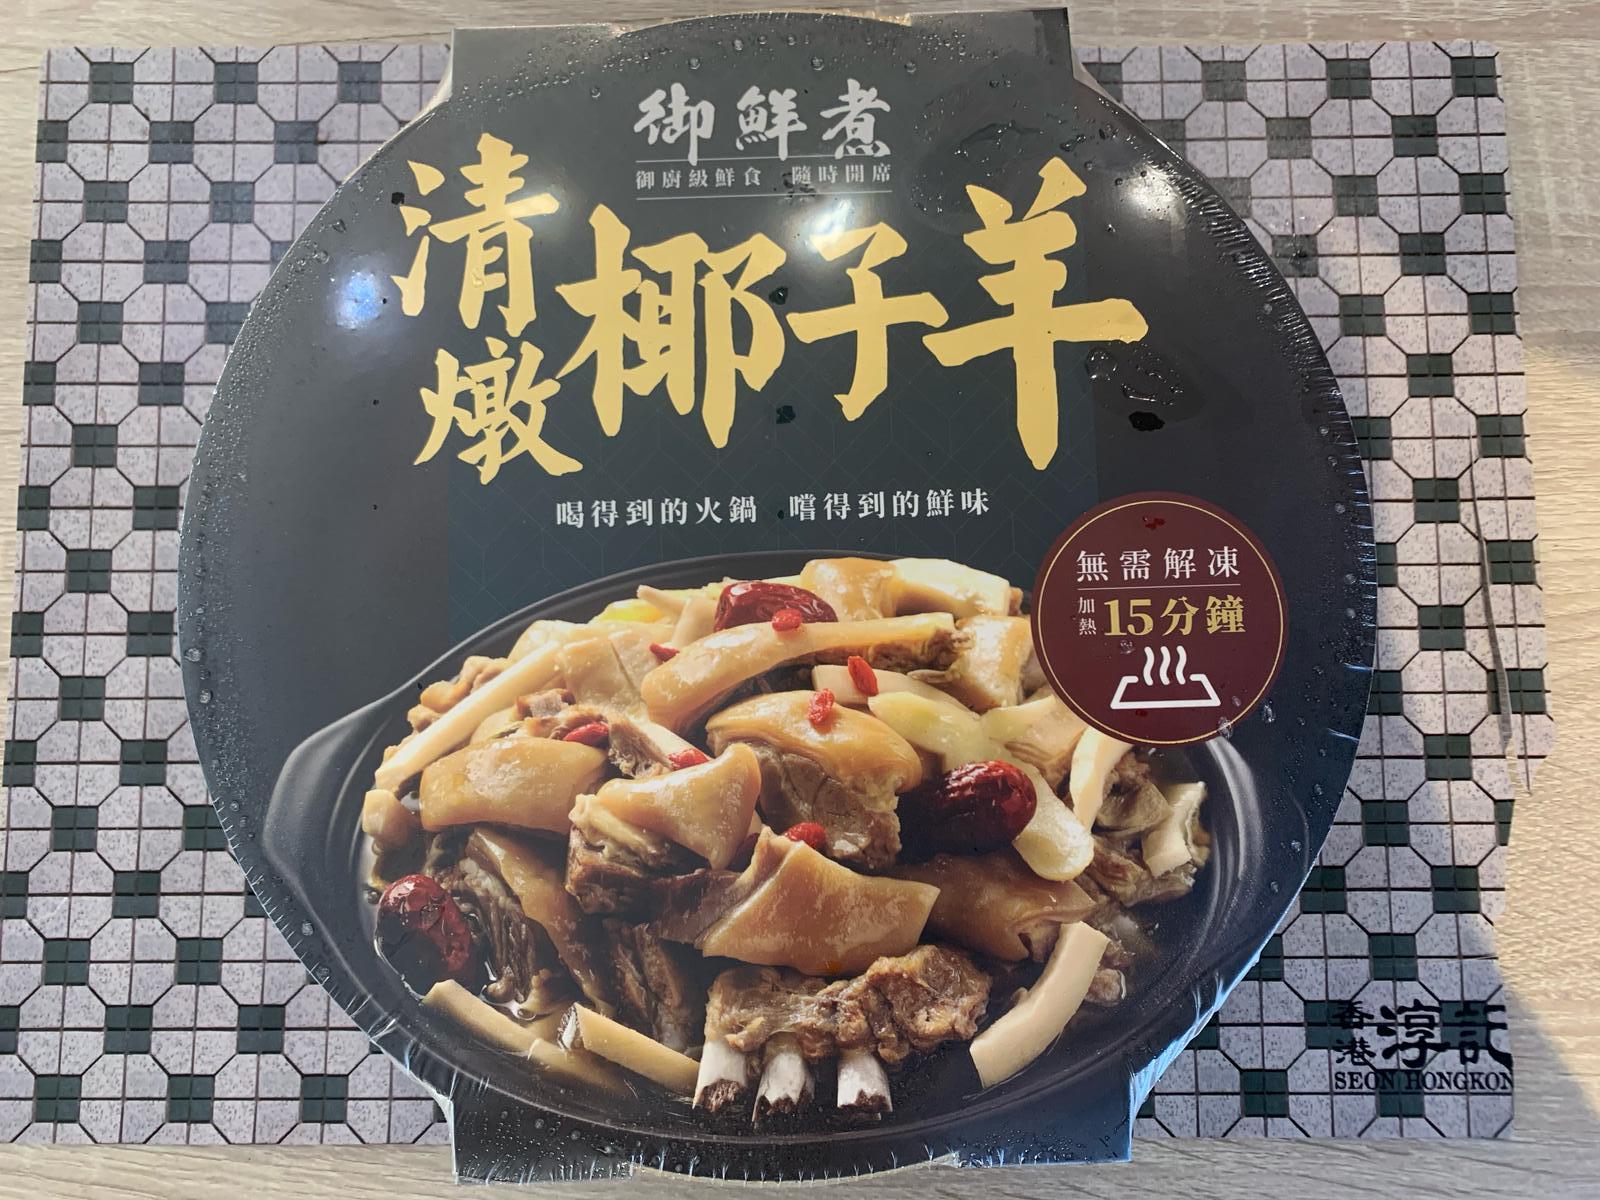 御鮮煮
御廚級鮮食 隨時開席
清燉
椰子羊
喝得到的火鍋 嚐得到的鮮味
無需解凍
加熱
15分鐘
香港
淳記
SEON HONGKON